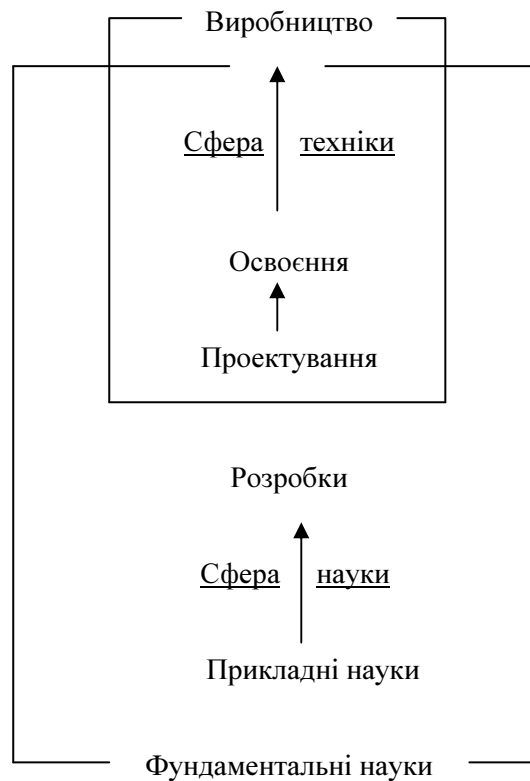 Виробництво
Сфера техніки
Освоєння
Проектування
Розробки
Сфера науки
Прикладні науки
Фундаментальні науки